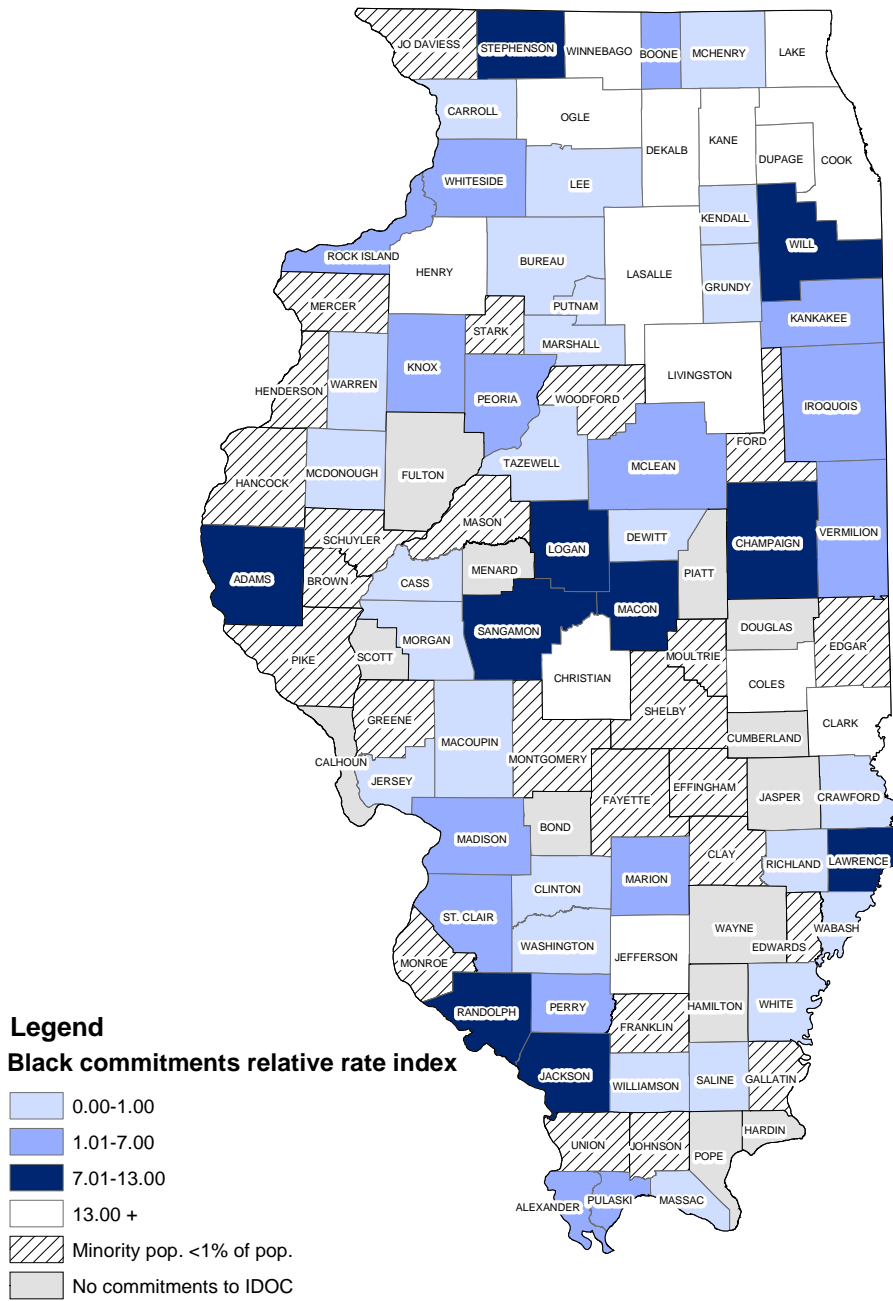 JO DAVIESS
STEPHENSON
WINNEBAGO
BOONE
MCHENRY
LAKE
CARROLL
OGLE
DEKALB
KANE
DUPAGE
COOK
WHITESIDE
LEE
KENDALL
WILL
ROCK ISLAND
HENRY
BUREAU
LASALLE
GRUNDY
MERCER
PUTNAM
KANKAKEE
STARK
MARSHALL
HENDERSON
WARREN
KNOX
PEORIA
WOODFORD
LIVINGSTON
IROQUOIS
FORD
HANCOCK
MCDONOUGH
FULTON
TAZEWELL
MCLEAN
MASON
SCHUYLER
LOGAN
DEWITT
CHAMPAIGN
VERMILION
ADAMS
BROWN
CASS
MENARD
PIATT
MACON
SANGAMON
DOUGLAS
PIKE
SCOTT
MORGAN
MOULTRIE
EDGAR
CHRISTIAN
COLES
GREENE
SHELBY
CLARK
CUMBERLAND
CALHOUN
MACOUPIN
MONTGOMERY
JERSEY
FAYETTE
EFFINGHAM
JASPER
CRAWFORD
MADISON
BOND
CLAY
RICHLAND
LAWRENCE
MARION
CLINTON
ST. CLAIR
WAYNE
WABASH
EDWARDS
WASHINGTON
JEFFERSON
MONROE
RANDOLPH
PERRY
HAMILTON
WHITE
FRANKLIN
JACKSON
WILLIAMSON
SALINE
GALLATIN
HARDIN
UNION
JOHNSON
POPE
ALEXANDER
PULASKI
MASSAC
Legend
Black commitments relative rate index
0.00-1.00
1.01-7.00
7.01-13.00
13.00 +
Minority pop. <1% of pop.
No commitments to IDOC